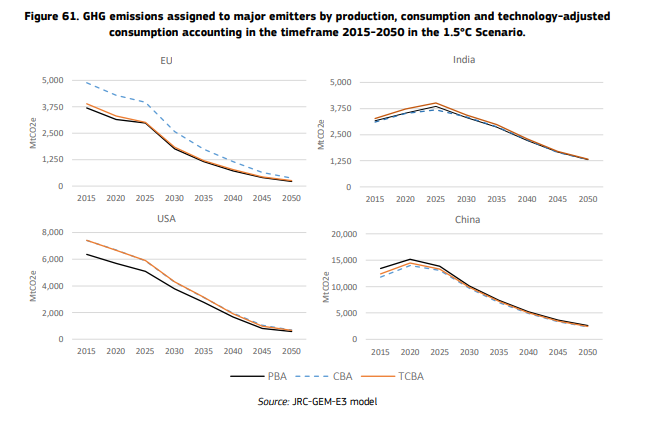 Figure 61. GHG emissions assigned to major emitters by production, consumption and technology-adjusted
consumption accounting in the timeframe 2015-2050 in the 1.5°C Scenario.
EU
MtCO2e
5,000
3,750
2,500
1,250
0
2015 2020 2025 2030 2035 2040 2045 2050
India
MtCO2e
5,000
3,750
2,500
1,250
0
2015 2020 2025 2030 2035 2040 2045 2050
USA
MtCO2e
8,000
6,000
4,000
2,000
0
2015 2020 2025 2030 2035 2040 2045 2050
China
MtCO2e
20,000
15,000
10,000
5,000
0
2015 2020 2025 2030 2035 2040 2045 2050
PBA CBA TCBA
Source: JRC-GEM-E3 model